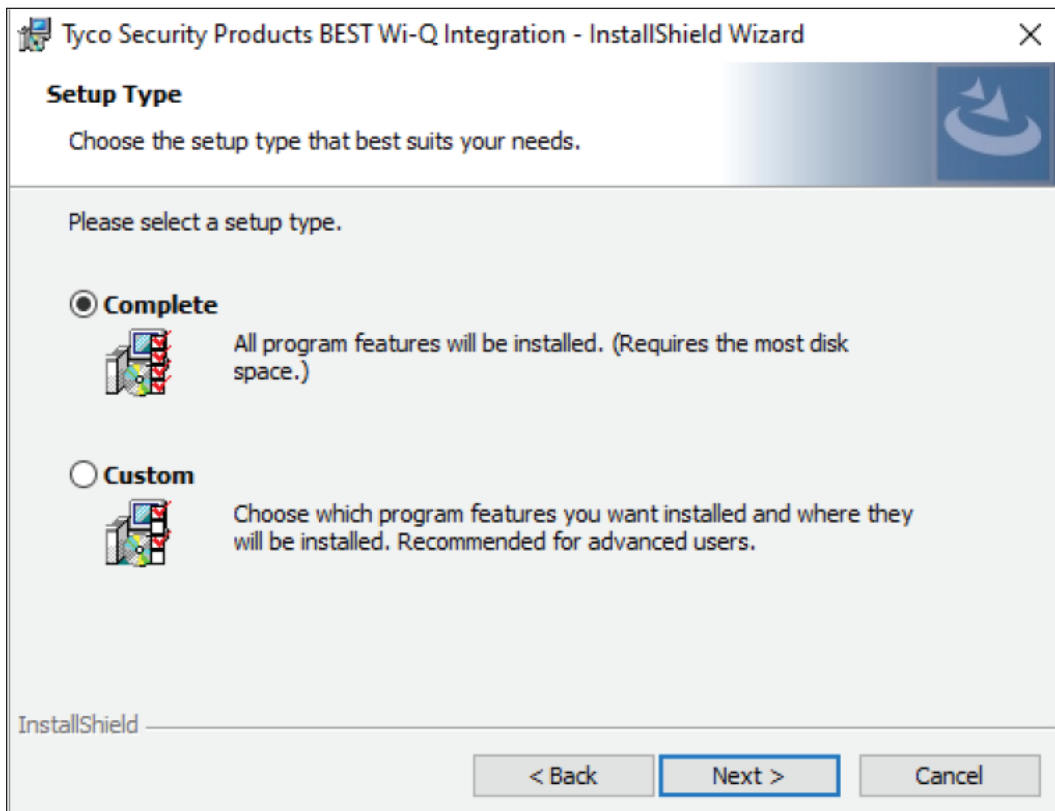 Tyco Security Products BEST Wi-Q Integration - InstallShield Wizard
Setup Type
Choose the setup type that best suits your needs.
Please select a setup type.
Complete
All program features will be installed. (Requires the most disk
space.)
Custom
Choose which program features you want installed and where they
will be installed. Recommended for advanced users.
InstallShield
< Back
Next >
Cancel